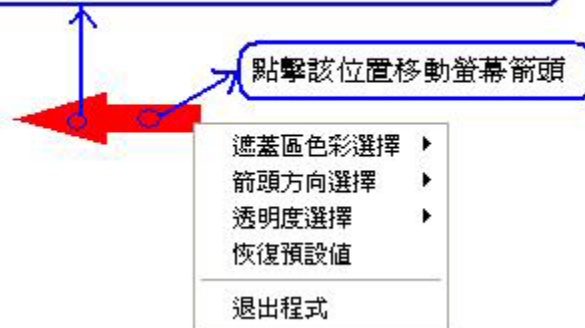 點擊該位置移動螢幕箭頭
遮蓋區色彩選擇
箭頭方向選擇
透明度選擇
恢復預設值
退出程式